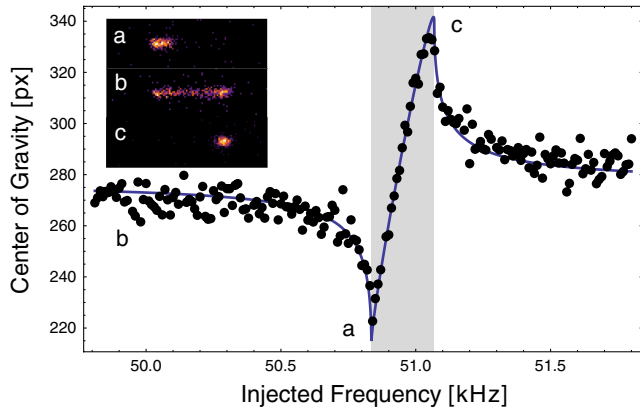 a
b
c
340
320
300
280
260
240
220
c
b
a
50.0
50.5
51.0
51.5
Center of Gravity [px]
Injected Frequency [kHz]